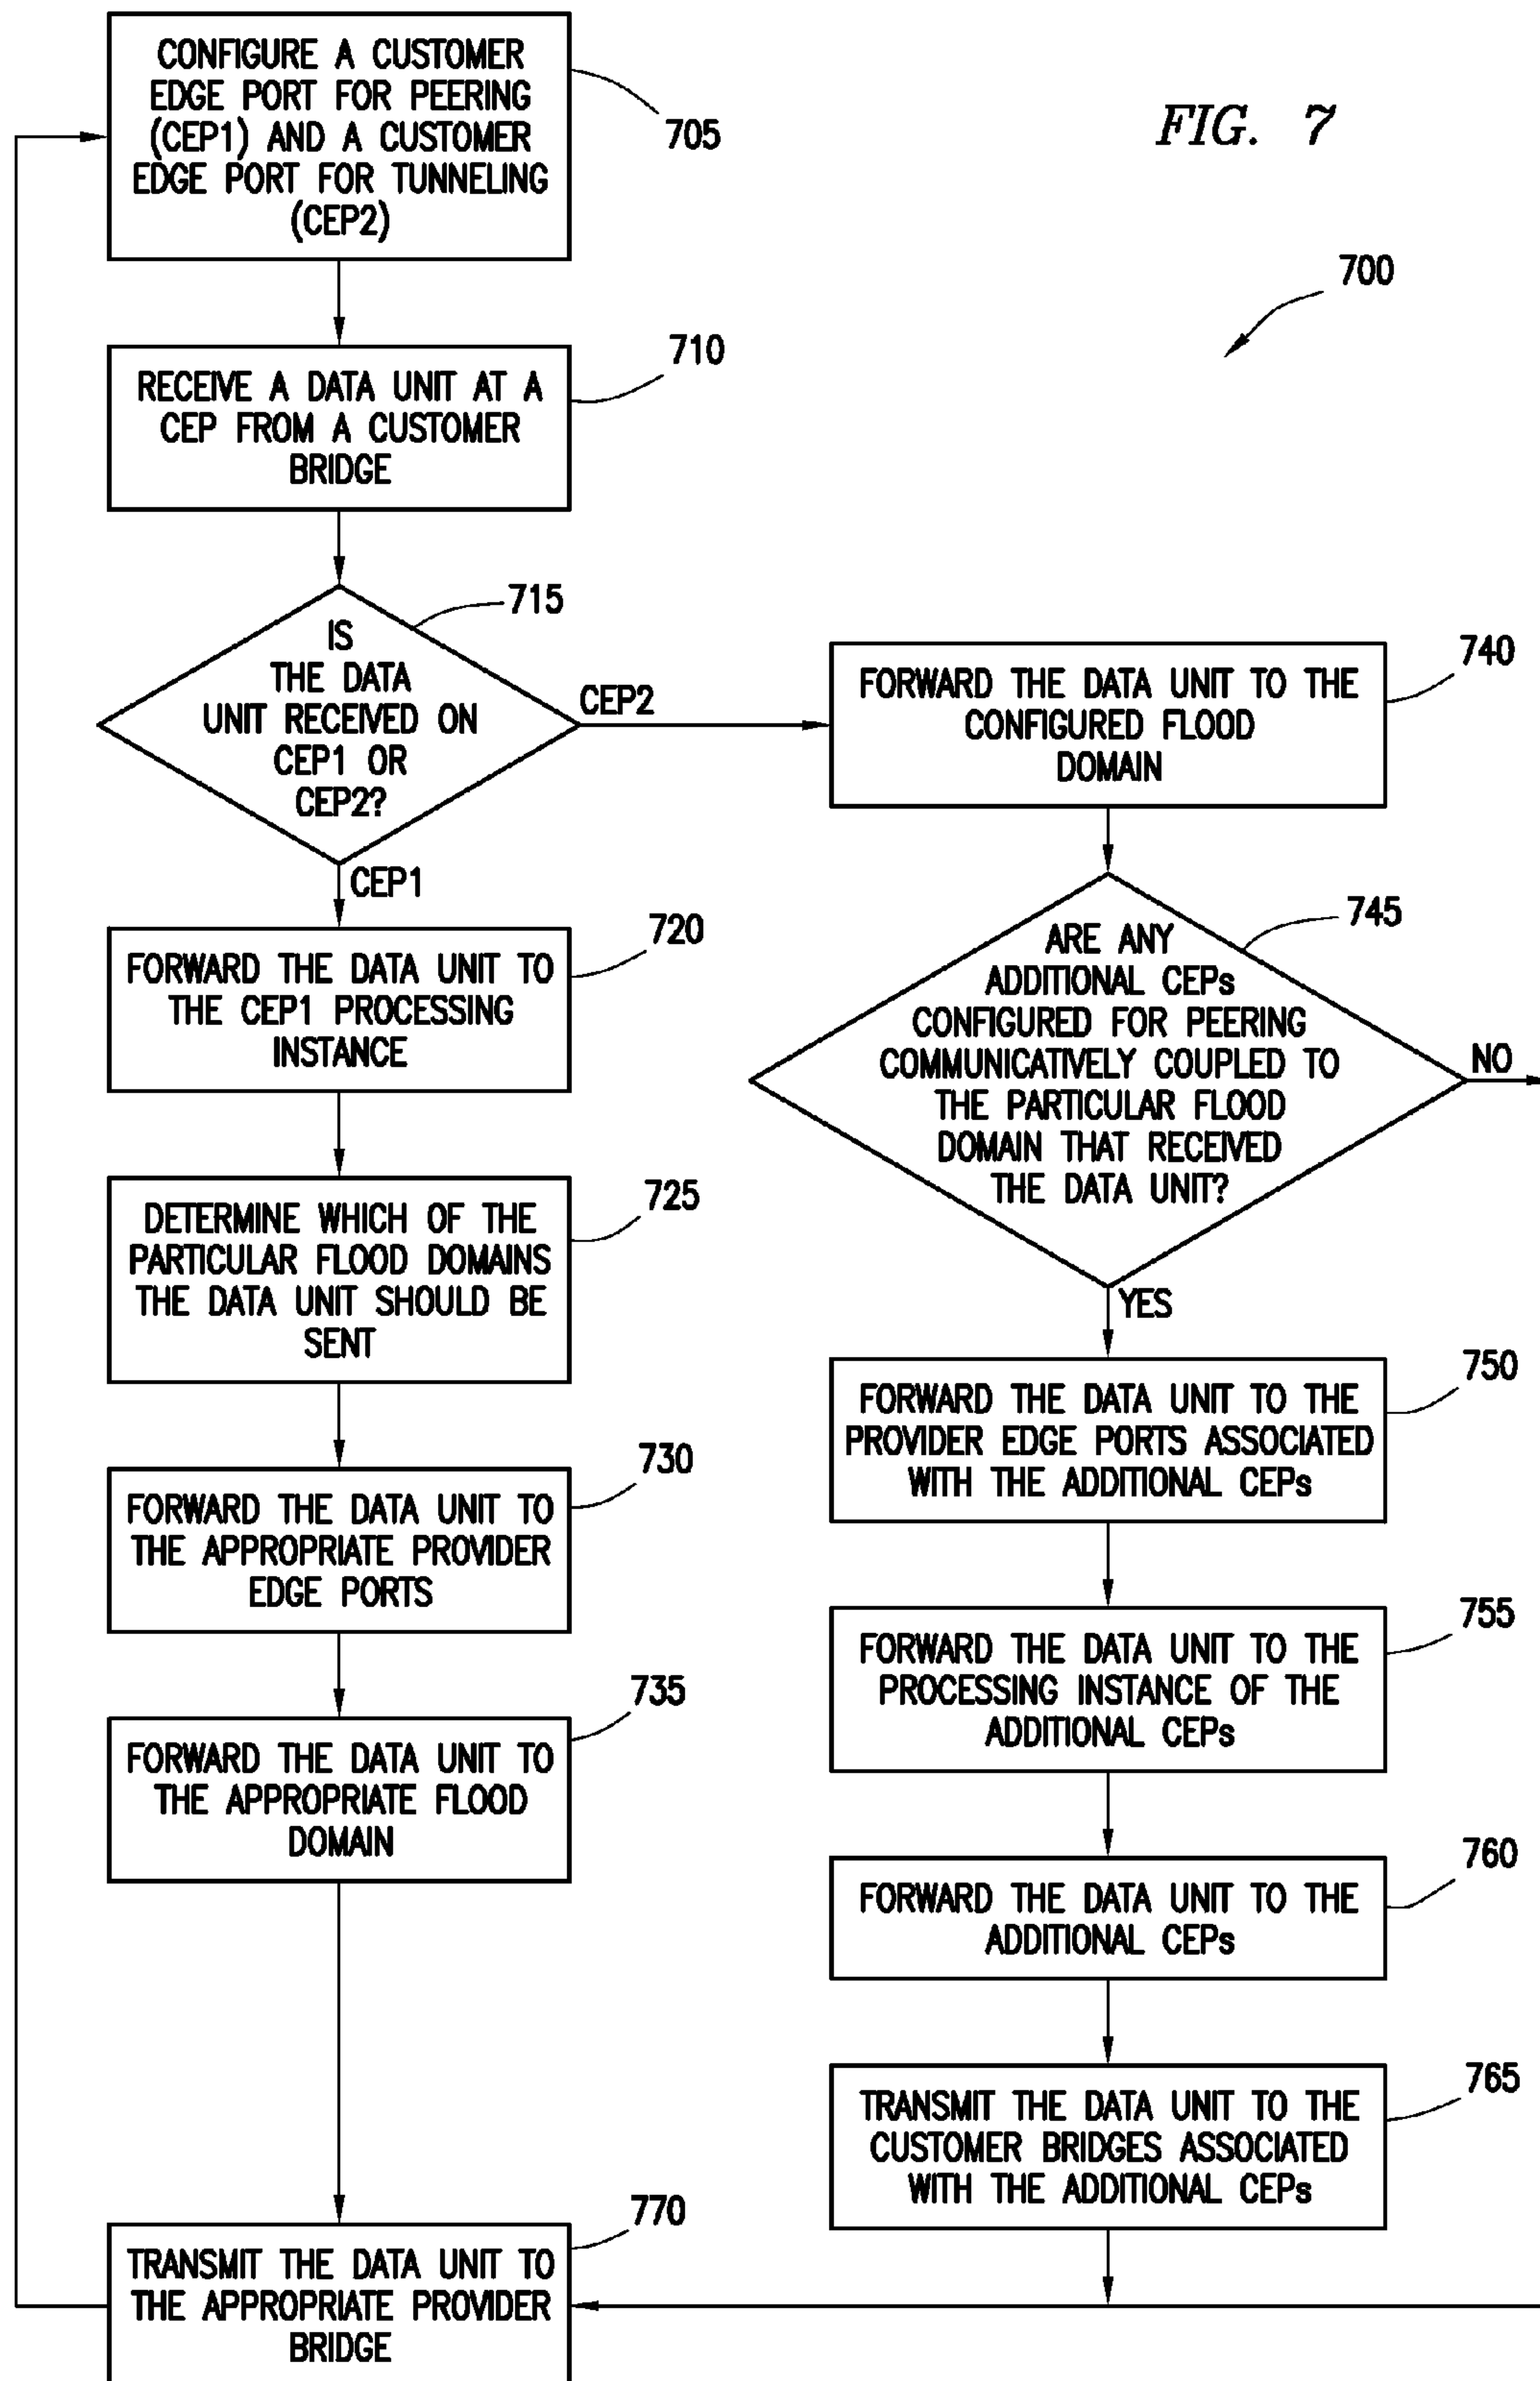 FIG. 7
700
CONFIGURE A CUSTOMER
EDGE PORT FOR PEERING
(CEP1) AND A CUSTOMER
EDGE PORT FOR TUNNELING
(CEP2)
705
RECEIVE A DATA UNIT AT A
CEP FROM A CUSTOMER
BRIDGE
710
IS
THE DATA
UNIT RECEIVED ON
CEP1 OR
CEP2?
715
CEP2
CEP1
FORWARD THE DATA UNIT TO
THE CEP1 PROCESSING
INSTANCE
720
DETERMINE WHICH OF THE
PARTICULAR FLOOD DOMAINS
THE DATA UNIT SHOULD BE
SENT
725
FORWARD THE DATA UNIT TO
THE APPROPRIATE PROVIDER
EDGE PORTS
730
FORWARD THE DATA UNIT TO
THE APPROPRIATE FLOOD
DOMAIN
735
FORWARD THE DATA UNIT TO THE
CONFIGURED FLOOD
DOMAIN
740
ARE ANY
ADDITIONAL CEPs
CONFIGURED FOR PEERING
COMMUNICATIVELY COUPLED TO
THE PARTICULAR FLOOD
DOMAIN THAT RECEIVED
THE DATA UNIT?
745
NO
YES
FORWARD THE DATA UNIT TO THE
PROVIDER EDGE PORTS ASSOCIATED
WITH THE ADDITIONAL CEPs
750
FORWARD THE DATA UNIT TO THE
PROCESSING INSTANCE OF THE
ADDITIONAL CEPs
755
FORWARD THE DATA UNIT TO THE
ADDITIONAL CEPs
760
TRANSMIT THE DATA UNIT TO THE
CUSTOMER BRIDGES ASSOCIATED
WITH THE ADDITIONAL CEPs
765
TRANSMIT THE DATA UNIT TO
THE APPROPRIATE PROVIDER
BRIDGE
770